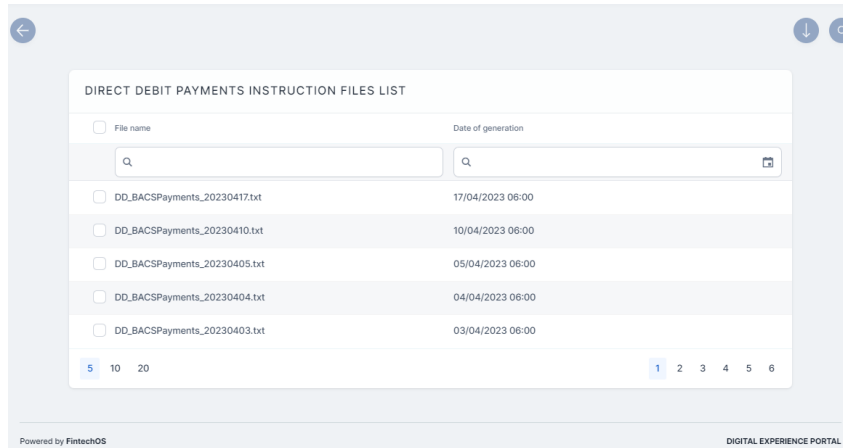 DIRECT DEBIT PAYMENTS INSTRUCTION FILES LIST
File name Date of generation
DD_BACSPayments_20230417.txt 17/04/2023 06:00
DD_BACSPayments_20230410.txt 10/04/2023 06:00
DD_BACSPayments_20230405.txt 05/04/2023 06:00
DD_BACSPayments_20230404.txt 04/04/2023 06:00
DD_BACSPayments_20230403.txt 03/04/2023 06:00
5 10 20 1 2 3 4 5 6
Powered by FintechOS DIGITAL EXPERIENCE PORTAL